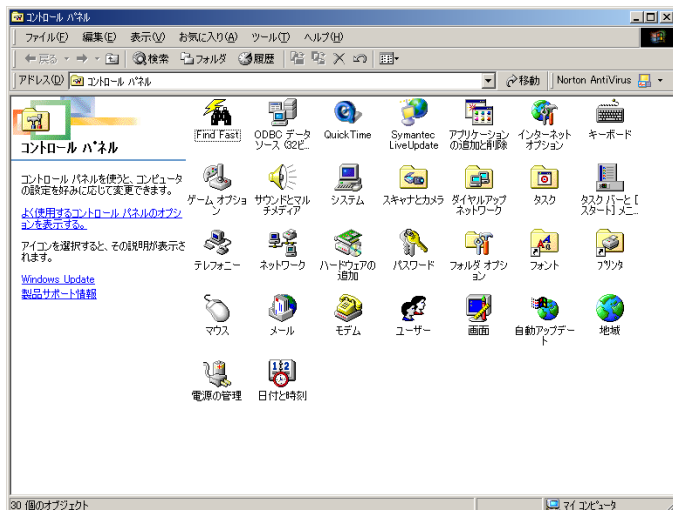 コントロール パネル
ファイル(F) 編集(E) 表示(V) お気に入り(A) ツール(T) ヘルプ(H)
戻る 検索 フォルダ 履歴
アドレス(D) コントロール パネル 移動 Norton AntiVirus
コントロール パネル
コントロール パネルを使うと、コンピュータ
の設定を好みに応じて変更できます。
よく使用するコントロール パネルのオプシ
ョンを表示する。
アイコンを選択すると、その説明が表示さ
れます。
Windows Update
製品サポート情報
Find Fast
ODBC データ
ソース (32ビ...
QuickTime
Symantec
LiveUpdate
アプリケーション
の追加と削除
インターネット
オプション
キーボード
ゲーム オプショ
ン
サウンドとマル
チメディア
システム
スキャナとカメラ
ダイヤルアップ
ネットワーク
タスク
タスク バーと [
スタート] メニ...
テレフォニー
ネットワーク
ハードウェアの
追加
パスワード
フォルダ オプシ
ョン
フォント
プリンタ
マウス
メール
モデム
ユーザー
画面
自動アップデー
ト
地域
電源の管理
日付と時刻
30 個のオブジェクト マイ コンピュータ